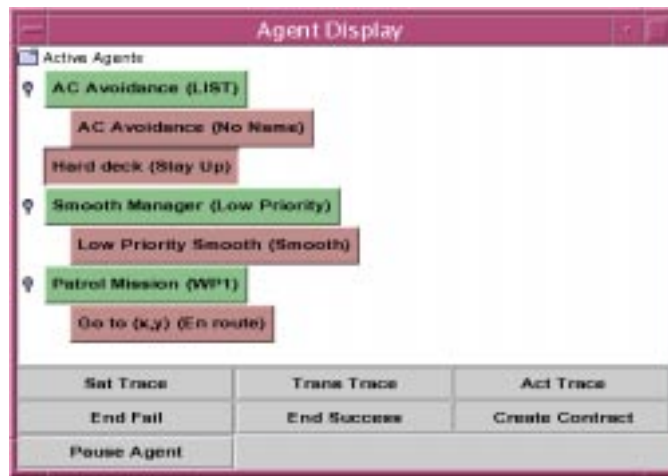 Agent Display
Active Agents
AC Avoidance (LIST)
AC Avoidance (No Name)
Hard deck (Stay Up)
Smooth Manager (Low Priority)
Low Priority Smooth (Smooth)
Patrol Mission (WP1)
Go to (x,y) (En route)
Set Trace Trans Trace Act Trace
End Fail End Success Create Contract
Pause Agent